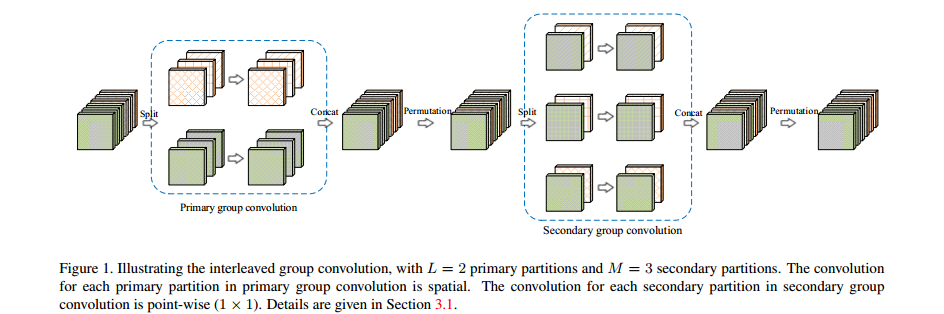 Split
Concat
Permutation
Split
Concat
Permutation
Primary group convolution
Secondary group convolution
Figure 1. Illustrating the interleaved group convolution, with L = 2 primary partitions and M = 3 secondary partitions. The convolution
for each primary partition in primary group convolution is spatial. The convolution for each secondary partition in secondary group
convolution is point-wise (1 × 1). Details are given in Section 3.1.